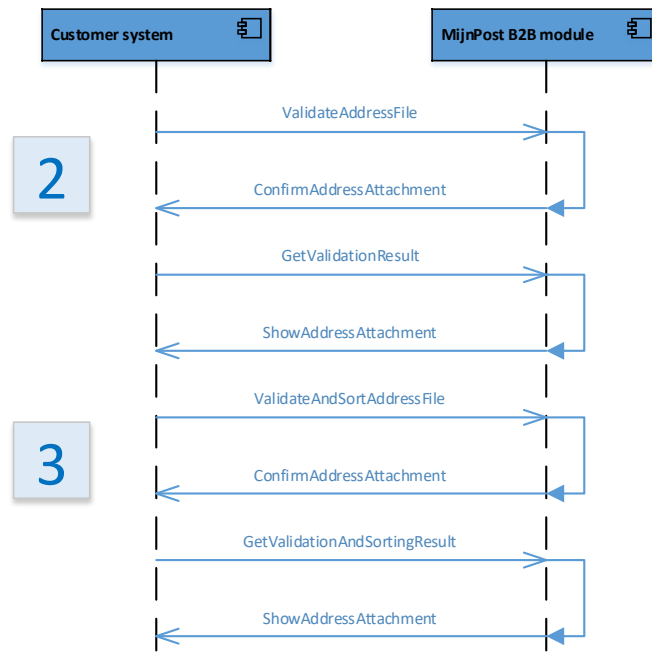 Customer system
MijnPost B2B module
ValidateAddressFile
2
ConfirmAddressAttachment
GetValidationResult
ShowAddressAttachment
ValidateAndSortAddressFile
3
ConfirmAddressAttachment
GetValidationAndSortingResult
ShowAddressAttachment